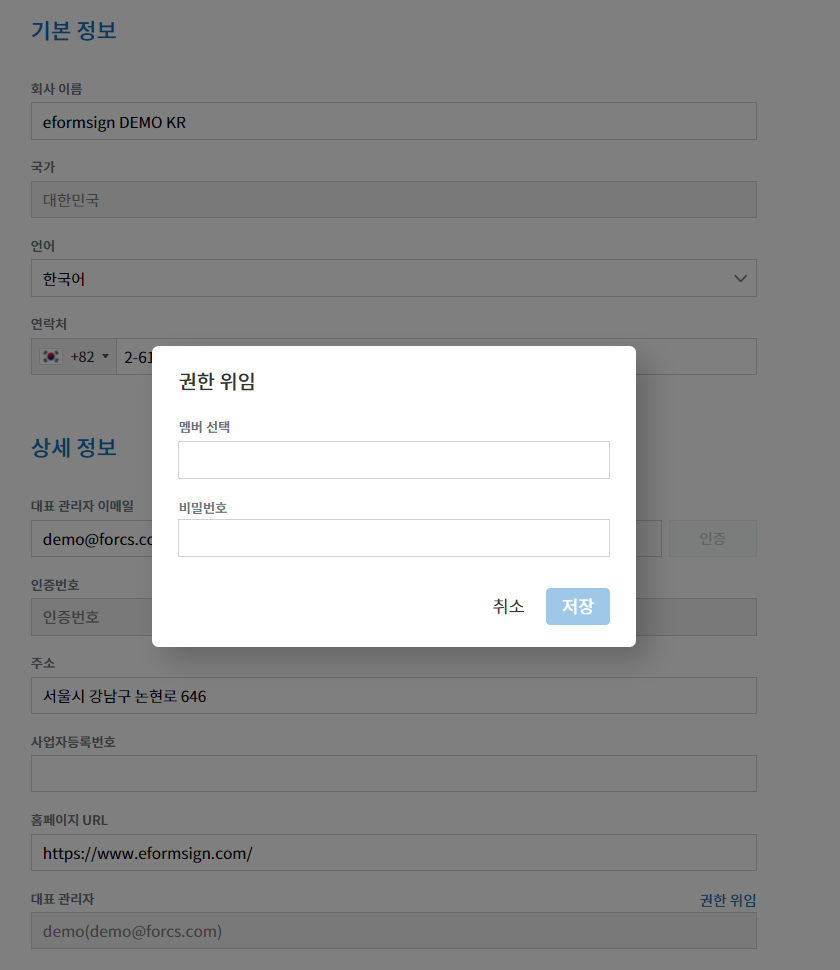 기본 정보
회사 이름
eformsign DEMO KR
국가
대한민국
언어
한국어
연락처
+82 2-61
권한 위임
멤버 선택
비밀번호
취소 저장
상세 정보
대표 관리자 이메일
demo@forcs.co
인증
인증번호
인증번호
주소
서울시 강남구 논현로 646
사업자등록번호
홈페이지 URL
https://www.eformsign.com/
대표 관리자 권한 위임
demo(demo@forcs.com)